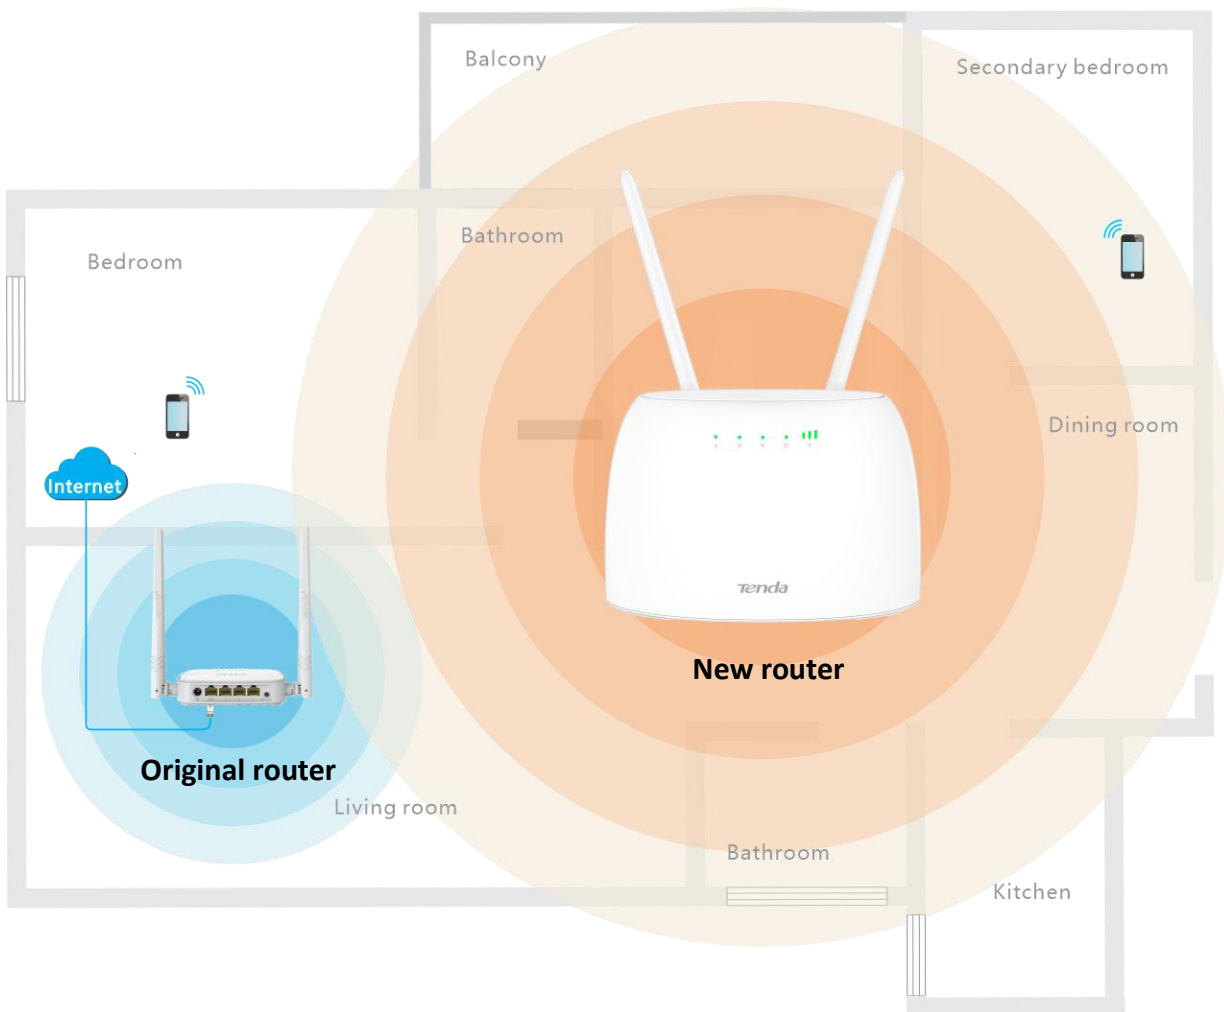 Balcony
Secondary bedroom
Bathroom
Bedroom
Dining room
Internet
Tenda
New router
Original router
Living room
Bathroom
Kitchen